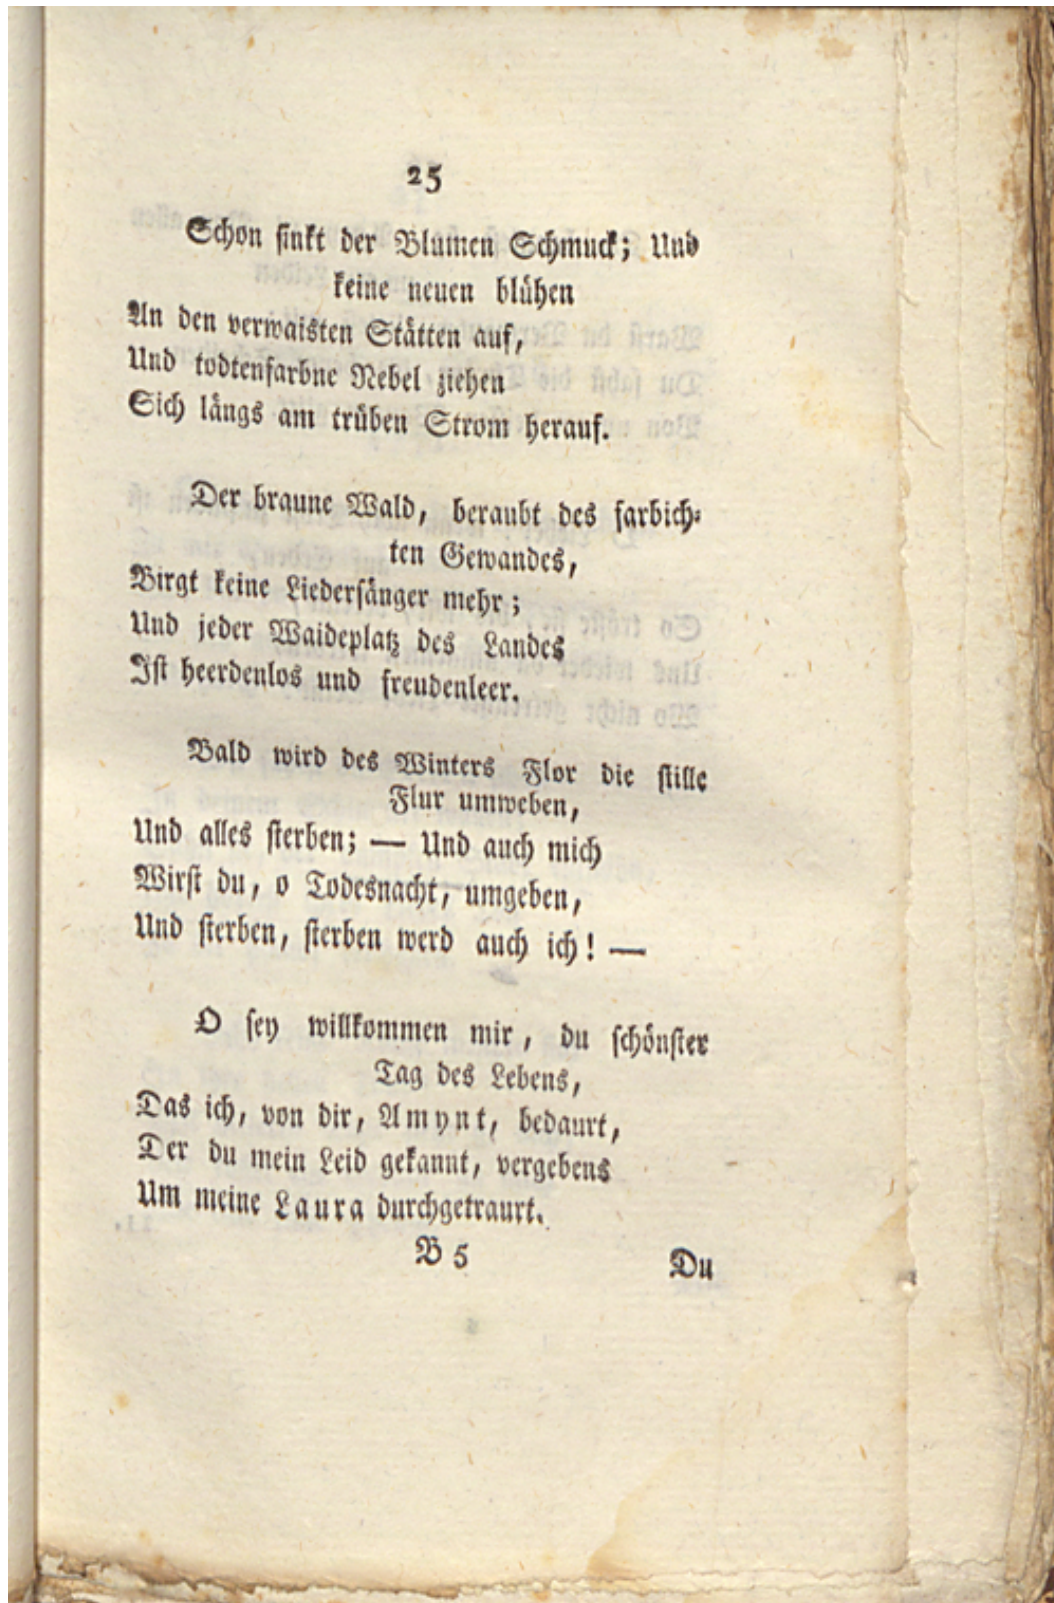 25
Schon sinkt der Blumen Schmuck; Und
keine neuen blühen
An den verwaisten Stätten auf,
Und todtenfarbne Nebel ziehen
Sich längs am trüben Strom herauf.
Der braune Wald, beraubt des farbich-
ten Gewandes,
Birgt keine Liedersänger mehr;
Und jeder Waideplatz des Landes
Ist heerdenlos und freudenleer.
Bald wird des Winters Flor die stille
Flur umweben,
Und alles sterben; — Und auch mich
Wirst du, o Todesnacht, umgeben,
Und sterben, sterben werd auch ich! —
O sey willkommen mir, du schönster
Tag des Lebens,
Das ich, von dir, Amynt, bedaurt,
Der du mein Leid gekannt, vergebens
Um meine Laura durchgetraurt.
B 5 Du